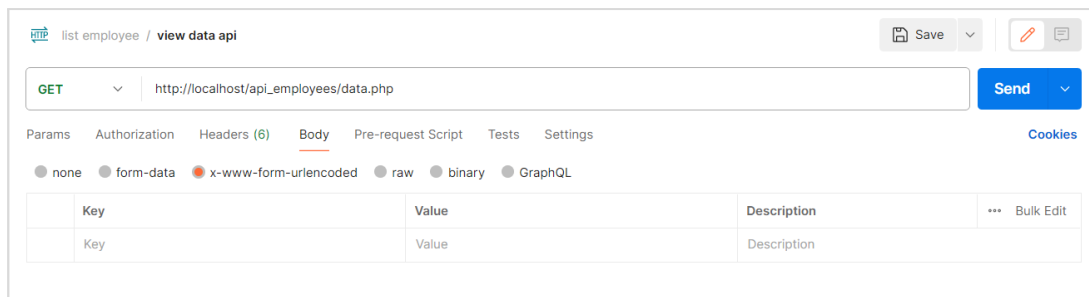 HTTP list employee / view data api Save
GET http://localhost/api_employees/data.php Send
Params Authorization Headers (6) Body Pre-request Script Tests Settings Cookies
none form-data x-www-form-urlencoded raw binary GraphQL
Key Value Description ••• Bulk Edit
Key Value Description